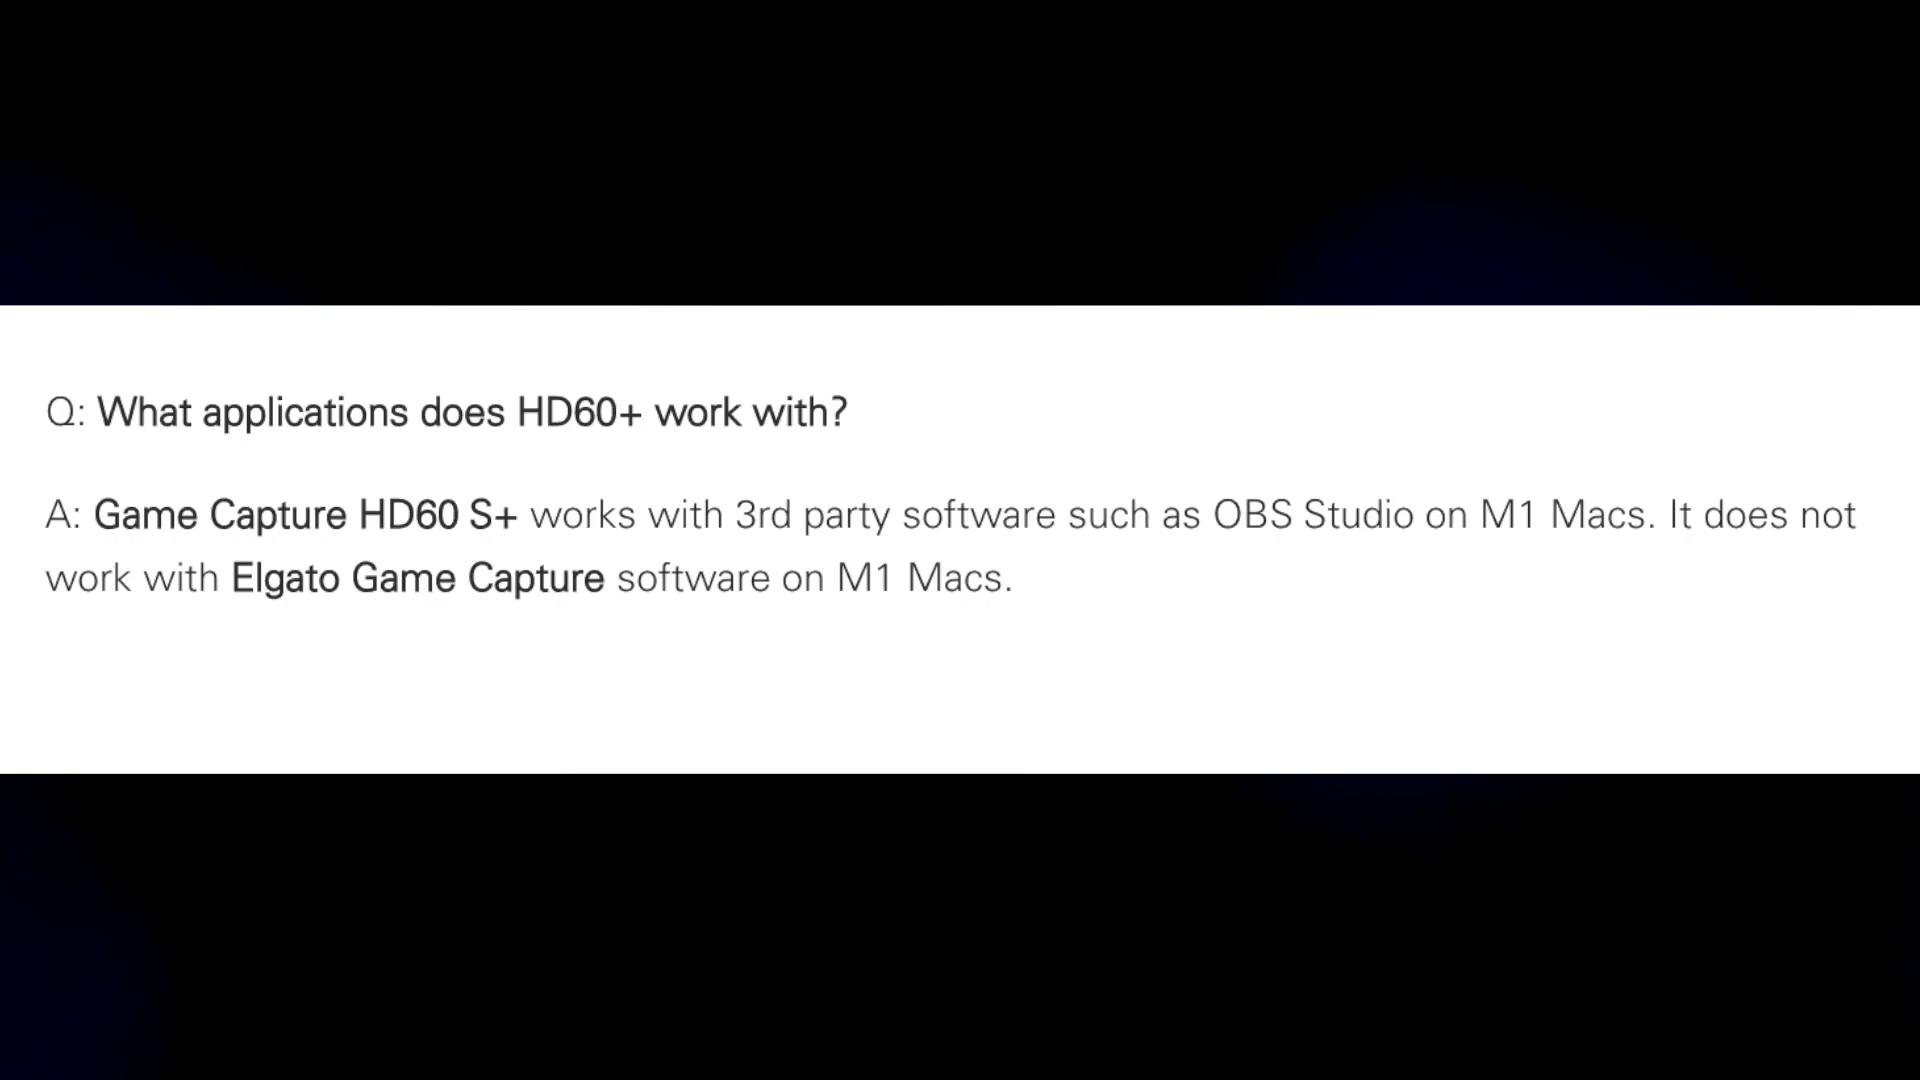 Q: What applications does HD60+ work with?
A: Game Capture HD60 S+ works with 3rd party software such as OBS Studio on M1 Macs. It does not
work with Elgato Game Capture software on M1 Macs.